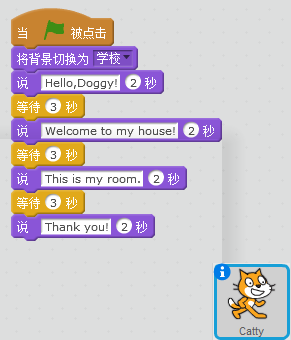 当 被点击
将背景切换为 学校
说 Hello,Doggy! 2 秒
等待 3 秒
说 Welcome to my house! 2 秒
等待 3 秒
说 This is my room. 2 秒
等待 3 秒
说 Thank you! 2 秒
i
Catty